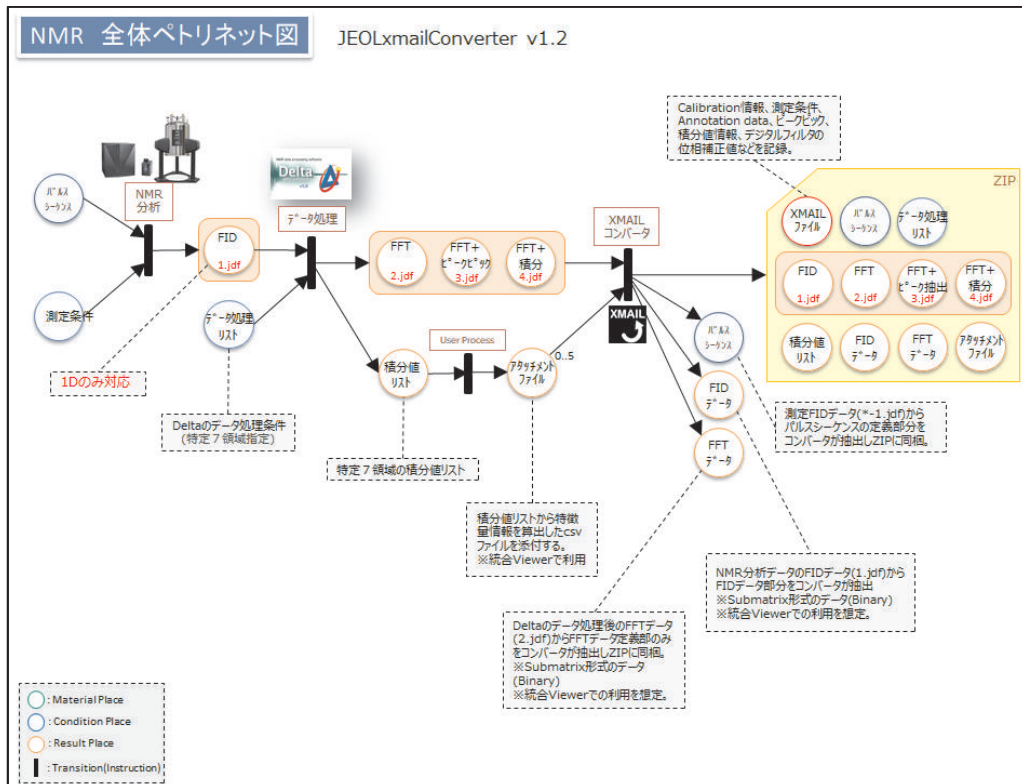 NMR 全体ペトリネット図
JEOLxmailConverter v1.2
Calibration情報、測定条件、
Annotation data、ピークピック、
積分値情報、デジタルフィルタの
位相補正値などを記録。
NMR
分析
Delta
データ処理
XMAIL
コンバータ
ZIP
パルス
シーケンス
測定条件
FID
1.jdf
データ処理
リスト
FFT
2.jdf
FFT+
ピークピック
3.jdf
FFT+
積分
4.jdf
XMAIL
User Process
積分値
リスト
アタッチメント
ファイル
0..5
パルス
シーケンス
FID
データ
FFT
データ
XMAIL
ファイル
パルス
シーケンス
データ処理
リスト
FID
1.jdf
FFT
2.jdf
FFT+
ピーク抽出
3.jdf
FFT+
積分
4.jdf
積分値
リスト
FID
データ
FFT
データ
アタッチメント
ファイル
1Dのみ対応
Deltaのデータ処理条件
(特定7領域指定)
特定7領域の積分値リスト
測定FIDデータ(*-1.jdf)から
パルスシーケンスの定義部分を
コンバータが抽出しZIPに同梱。
積分値リストから特徴
量情報を算出したcsv
ファイルを添付する。
※統合Viewerで利用
NMR分析データのFIDデータ(1.jdf)から
FIDデータ部分をコンバータが抽出
※Submatrix形式のデータ(Binary)
※統合Viewerでの利用を想定。
Deltaのデータ処理後のFFTデータ
(2.jdf)からFFTデータ定義部のみ
をコンバータが抽出しZIPに同梱。
※Submatrix形式のデータ
(Binary)
※統合Viewerでの利用を想定。
: Material Place
: Condition Place
: Result Place
: Transition(Instruction)